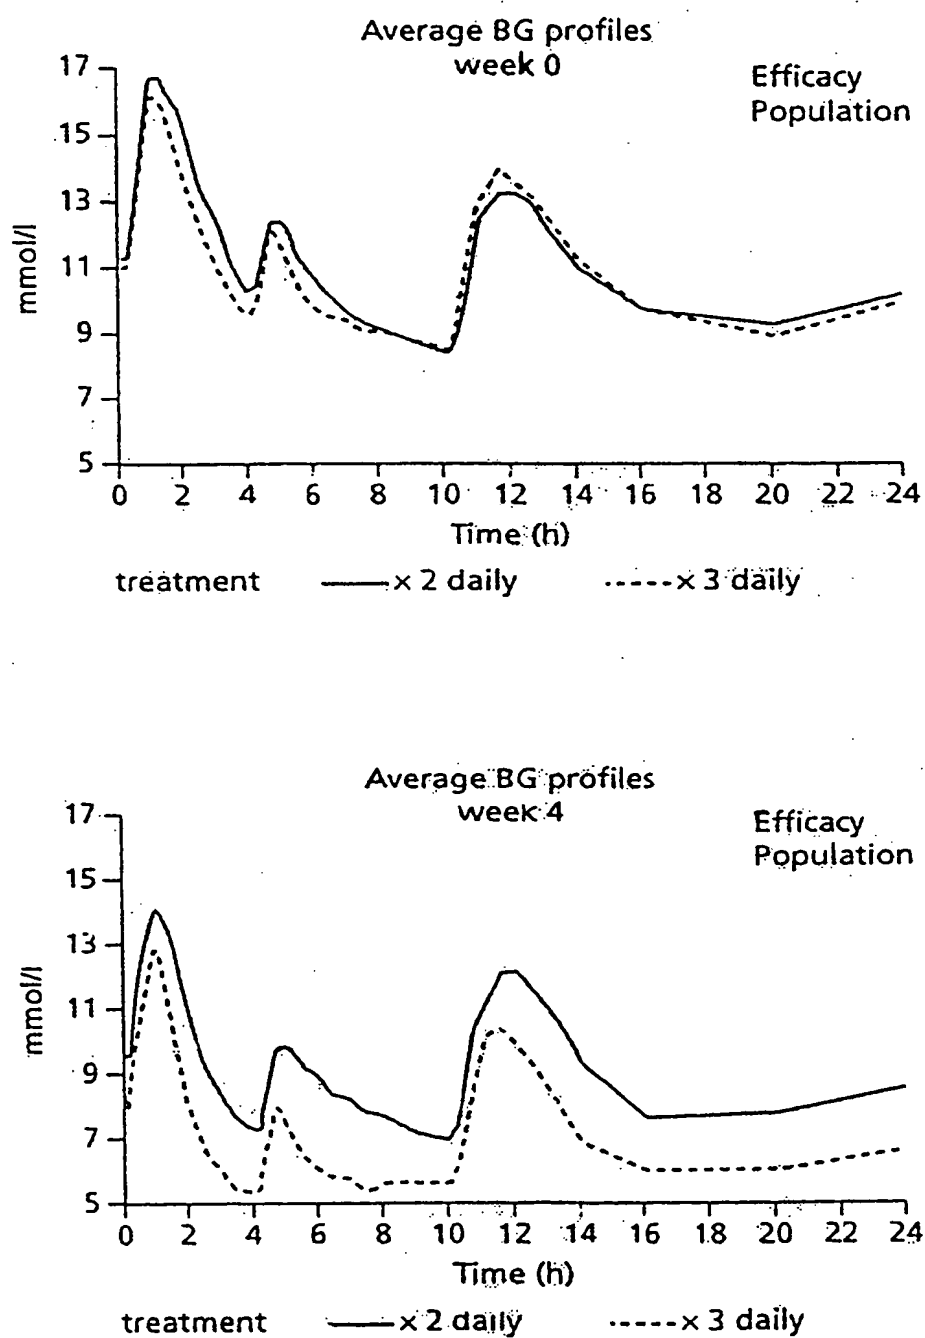 Average BG profiles
week 0
Efficacy
Population
17
15
13
11
9
7
5
mmol/l
0 2 4 6 8 10 12 14 16 18 20 22 24
Time (h)
treatment x 2 daily x 3 daily
Average BG profiles
week 4
Efficacy
Population
17
15
13
11
9
7
5
mmol/l
0 2 4 6 8 10 12 14 16 18 20 22 24
Time (h)
treatment x 2 daily x 3 daily